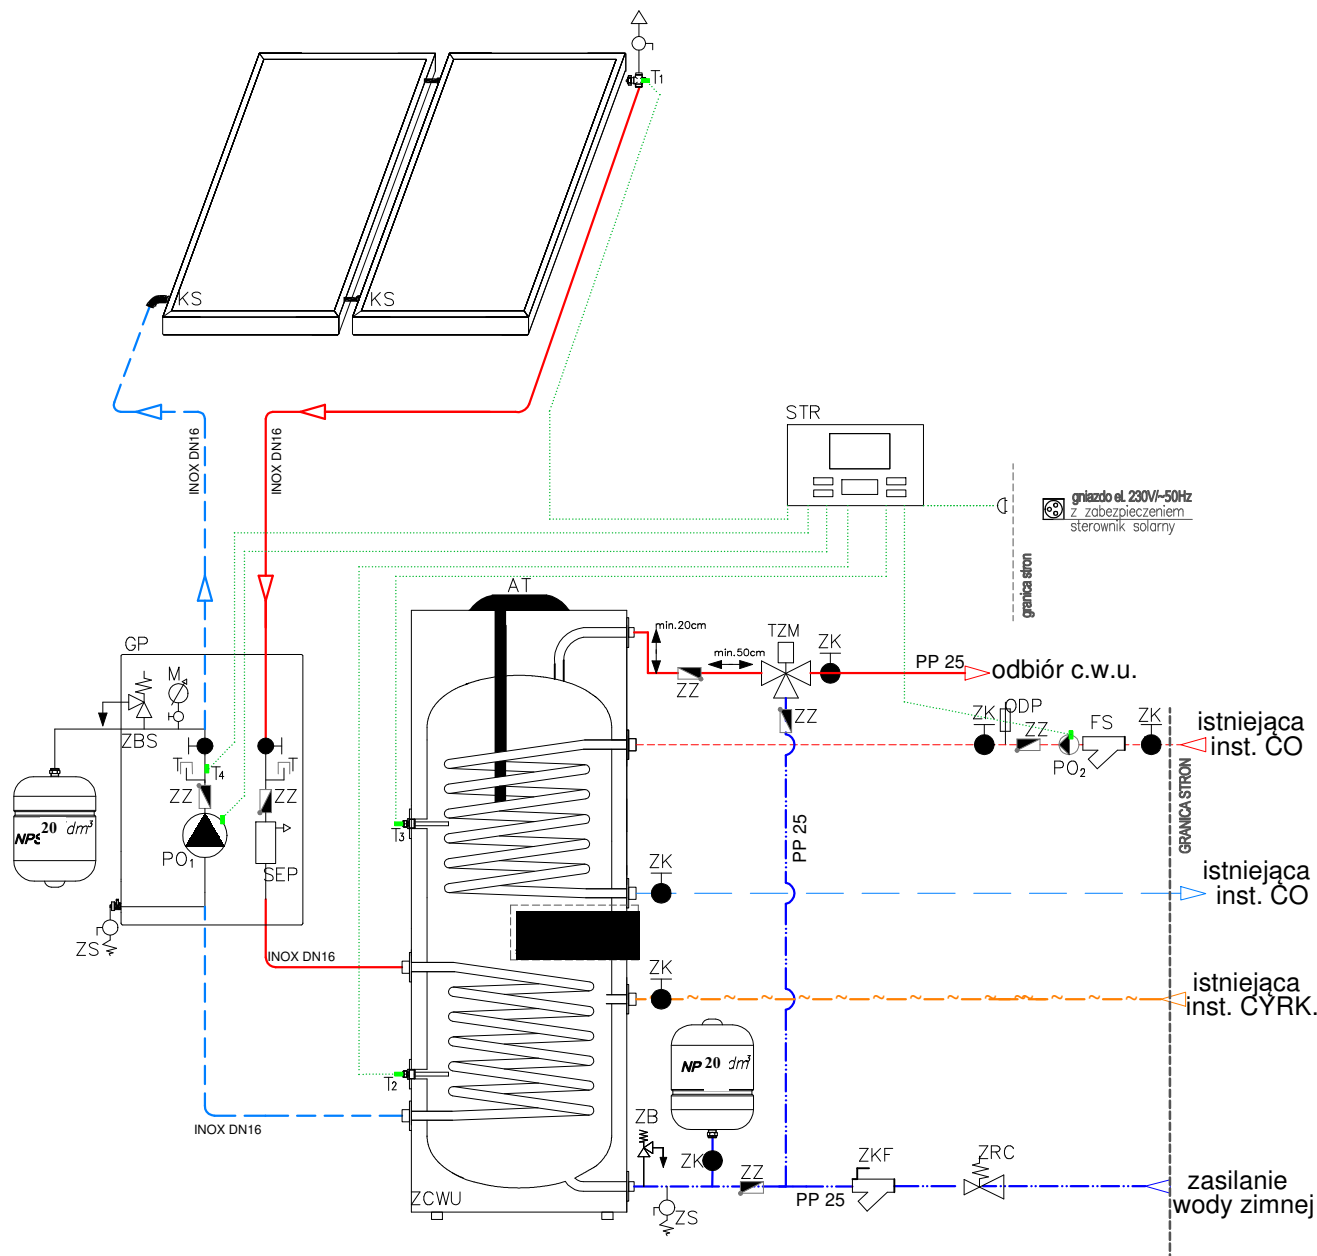 T1
KS
KS
STR
INOX DN16
INOX DN16
gniazdo el. 230V/~50Hz
z zabezpieczeniem
sterownik solarny
granica stron
AT
GP
M
min.20cm
min.50cm
TZM
ZK
ZZ
PP 25
odbiór c.w.u.
ZZ
ZBS
ZK
ODP
ZZ
PO2
FS
ZK
istniejąca
inst. CO
T
T4
T
ZZ
ZZ
NPS 20 dm³
PO1
SEP
T3
PP 25
GRANICA STRON
ZK
istniejąca
inst. CO
ZS
INOX DN16
ZK
istniejąca
inst. CYRK.
NP 20 dm³
T2
INOX DN16
ZB
ZK
ZZ
ZKF
ZRC
PP 25
zasilanie
wody zimnej
ZCWU
ZS